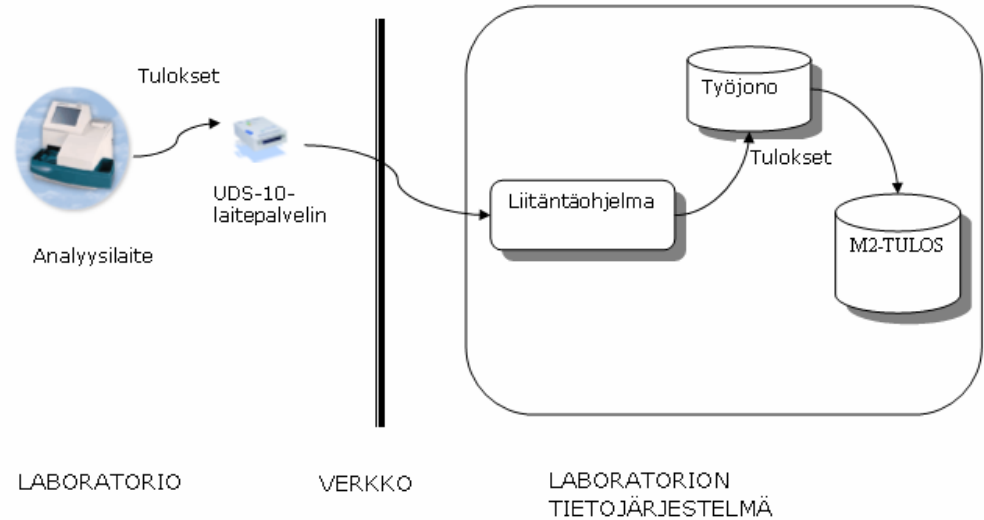 Tulokset
UDS-10-
laitepalvelin
Analyysilaite
Liitäntäohjelma
Työjono
Tulokset
M2-TULOS
LABORATORIO
VERKKO
LABORATORION
TIETOJÄRJESTELMÄ